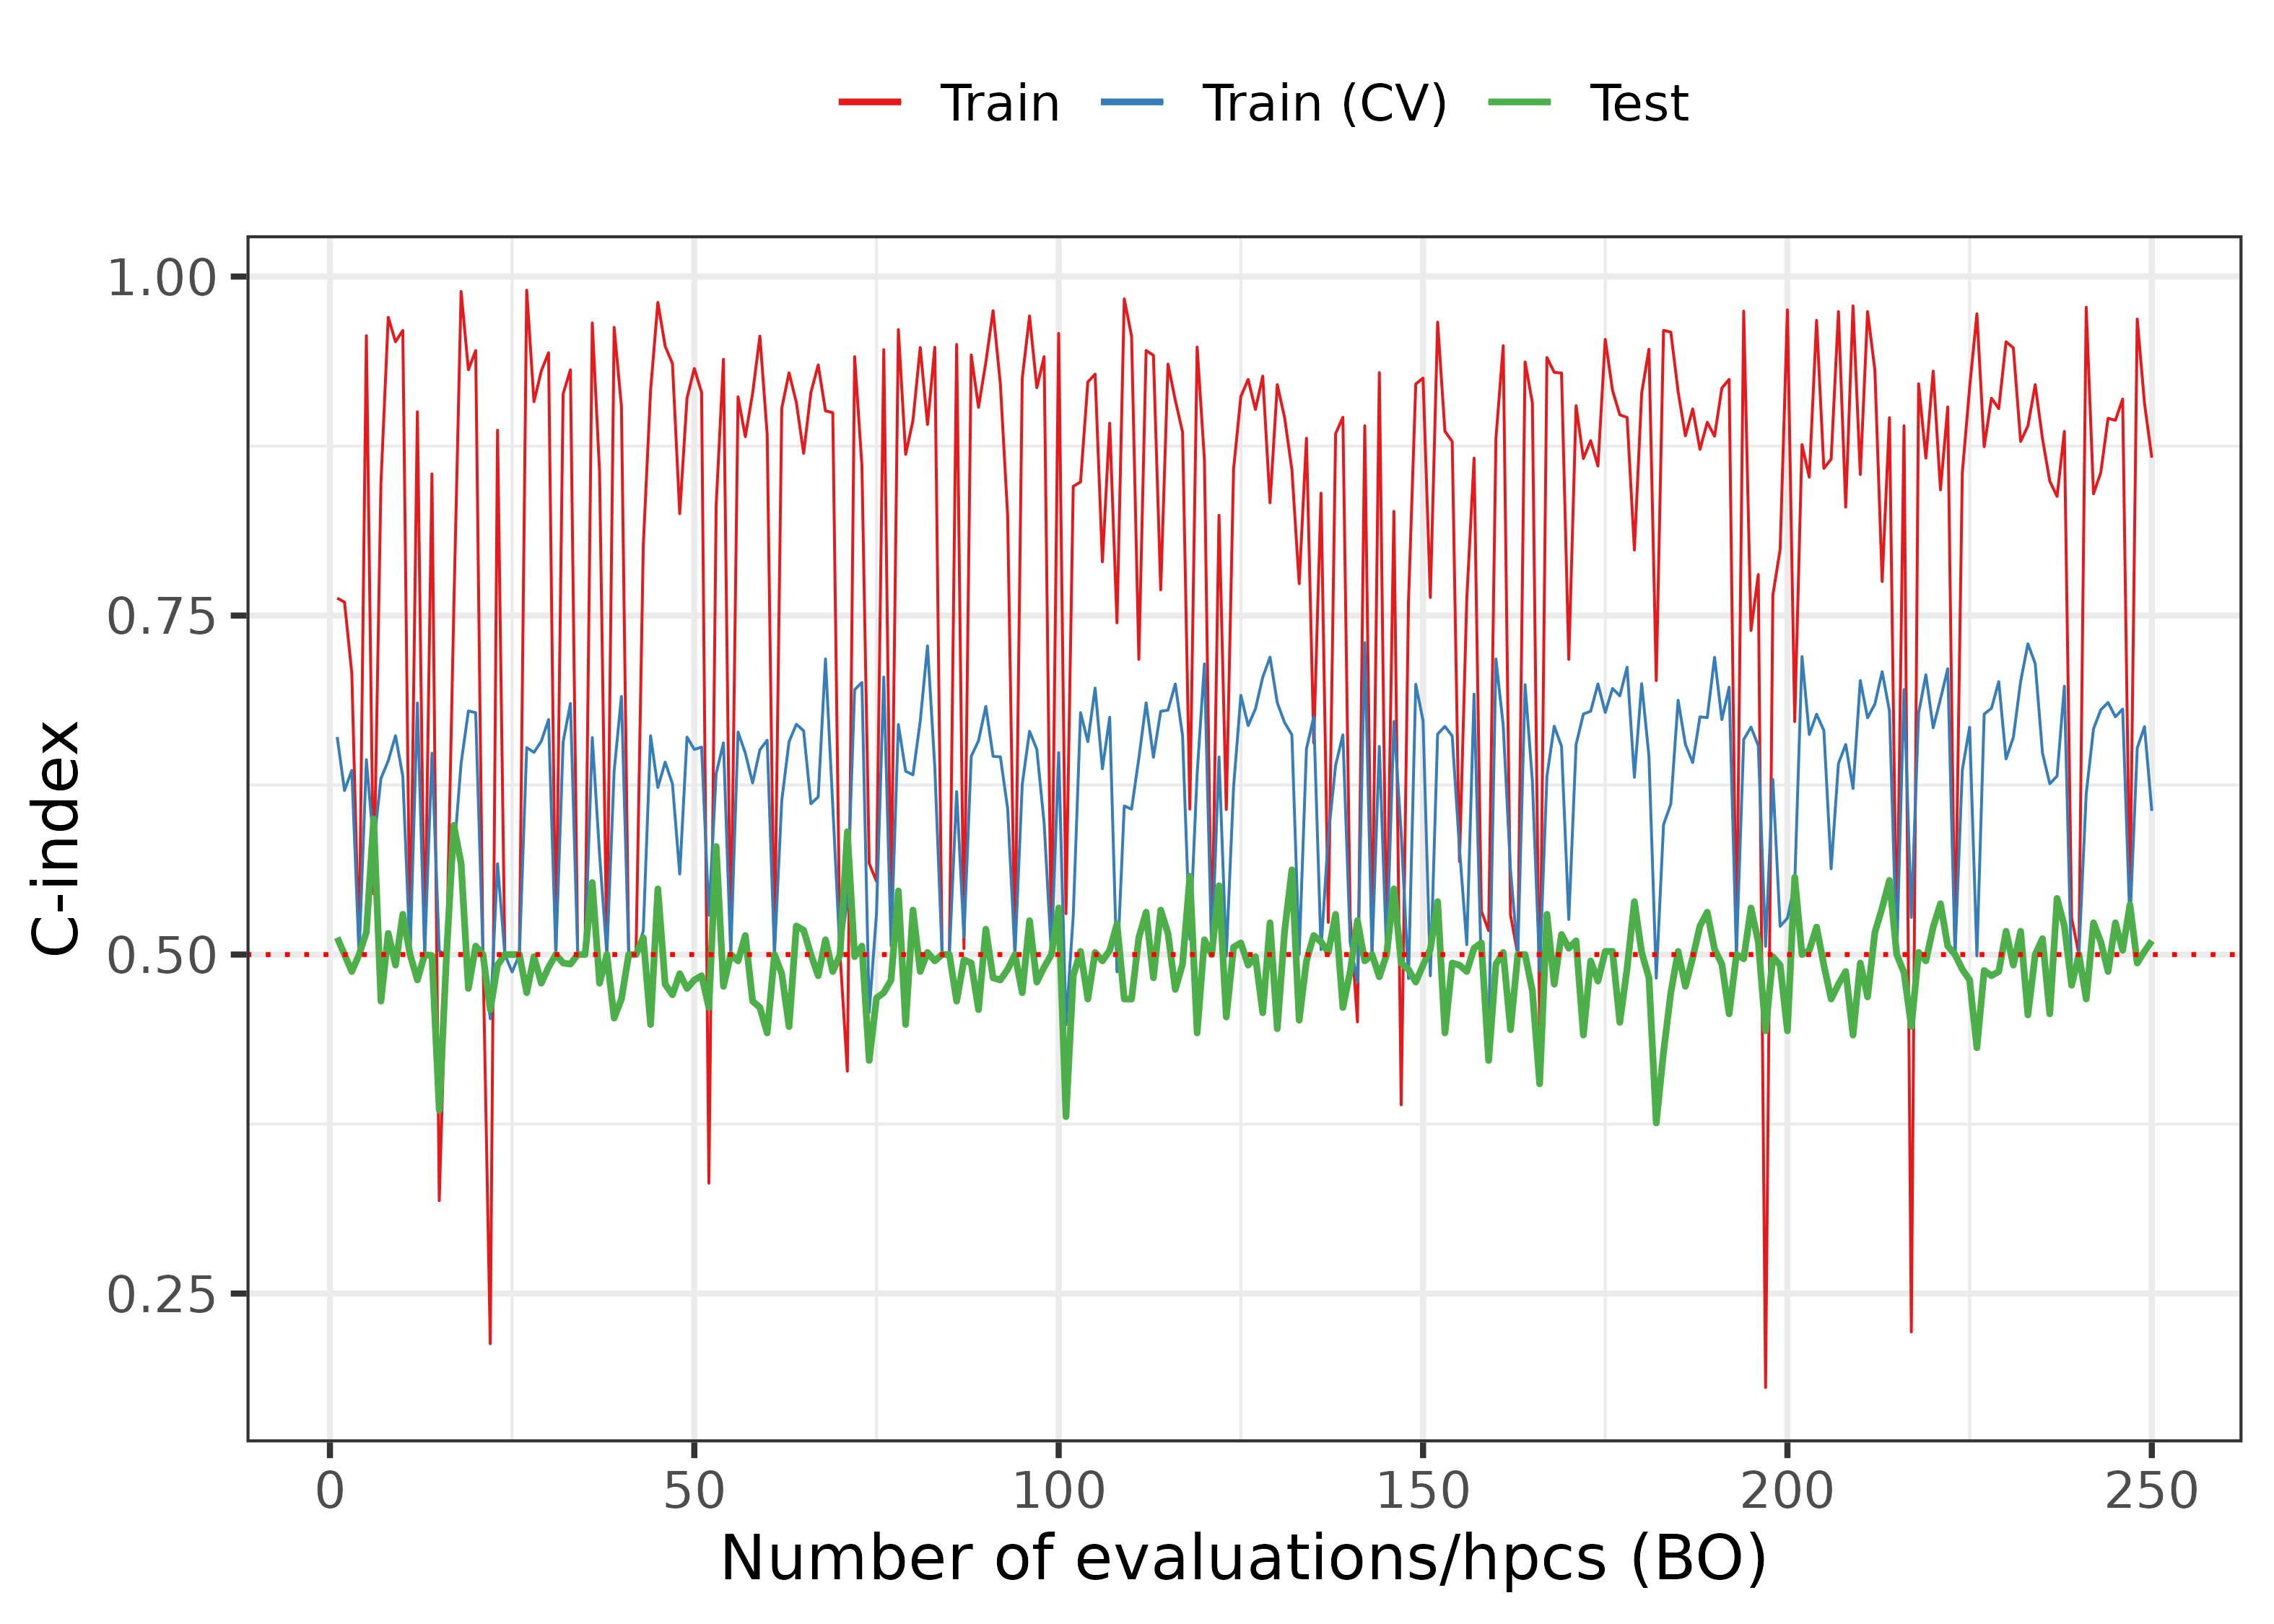 Train Train (CV) Test
1.00
0.75
0.50
0.25
C-index
0 50 100 150 200 250
Number of evaluations/hpcs (BO)